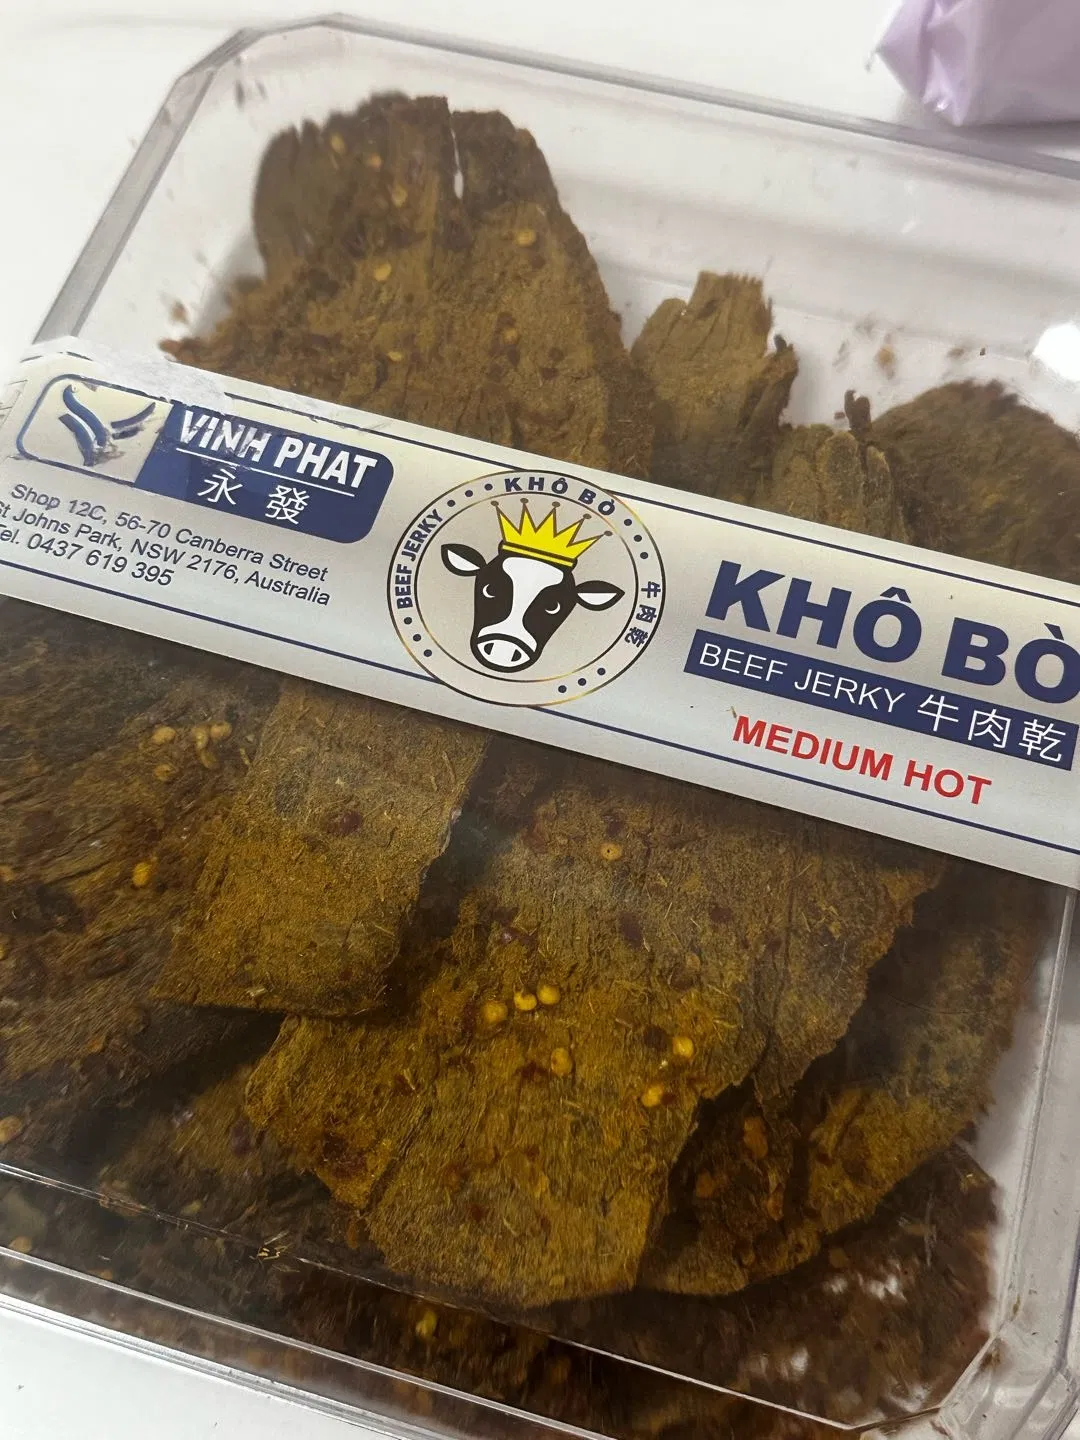 VINH PHAT
永 發
Shop 12C, 56-70 Canberra Street
St Johns Park, NSW 2176, Australia
Tel. 0437 619 395
KHÔ BÒ
BEEF JERKY
牛肉乾
KHÔ BÒ
BEEF JERKY 牛肉乾
MEDIUM HOT